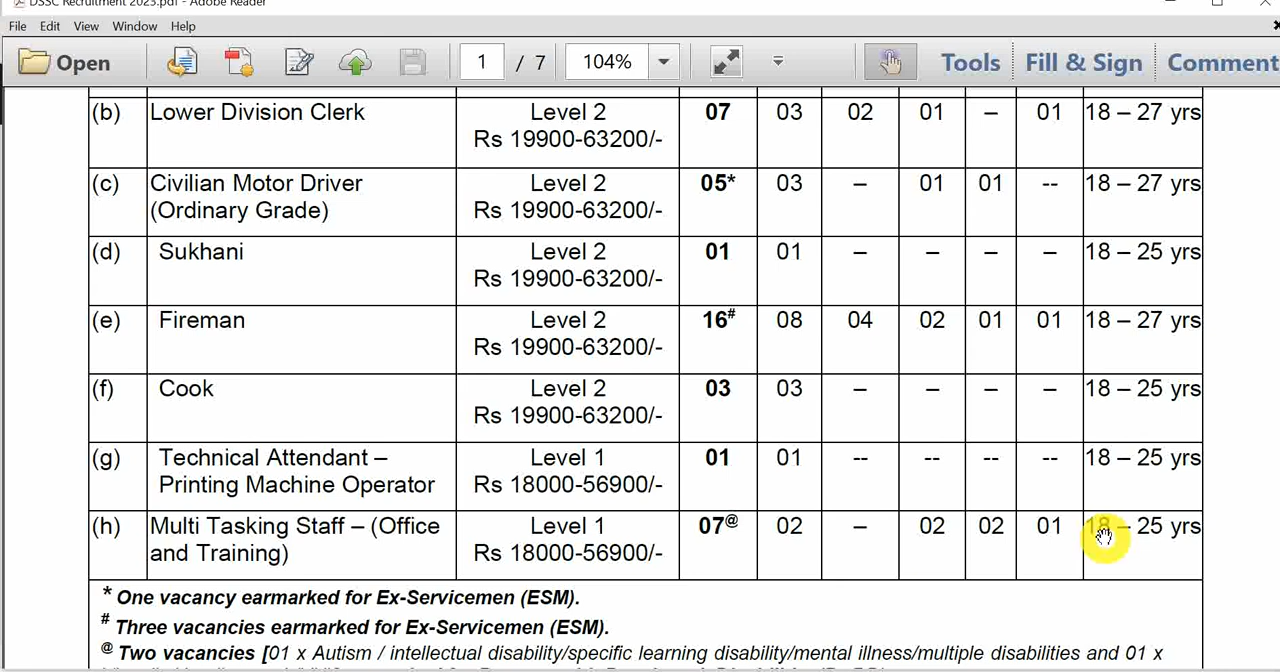 DSSC Recruitment 2023.pdf - Adobe Reader
File Edit View Window Help
Open 1 / 7 104% Tools Fill & Sign Comment
(b) Lower Division Clerk Level 2 07 03 02 01 – 01 18 – 27 yrs
Rs 19900-63200/-
(c) Civilian Motor Driver Level 2 05* 03 – 01 01 -- 18 – 27 yrs
(Ordinary Grade) Rs 19900-63200/-
(d) Sukhani Level 2 01 01 – – – – 18 – 25 yrs
Rs 19900-63200/-
(e) Fireman Level 2 16# 08 04 02 01 01 18 – 27 yrs
Rs 19900-63200/-
(f) Cook Level 2 03 03 – – – – 18 – 25 yrs
Rs 19900-63200/-
(g) Technical Attendant – Level 1 01 01 -- -- -- -- 18 – 25 yrs
Printing Machine Operator Rs 18000-56900/-
(h) Multi Tasking Staff – (Office Level 1 07@ 02 – 02 02 01 18 – 25 yrs
and Training) Rs 18000-56900/-
* One vacancy earmarked for Ex-Servicemen (ESM).
# Three vacancies earmarked for Ex-Servicemen (ESM).
@ Two vacancies [01 x Autism / intellectual disability/specific learning disability/mental illness/multiple disabilities and 01 x